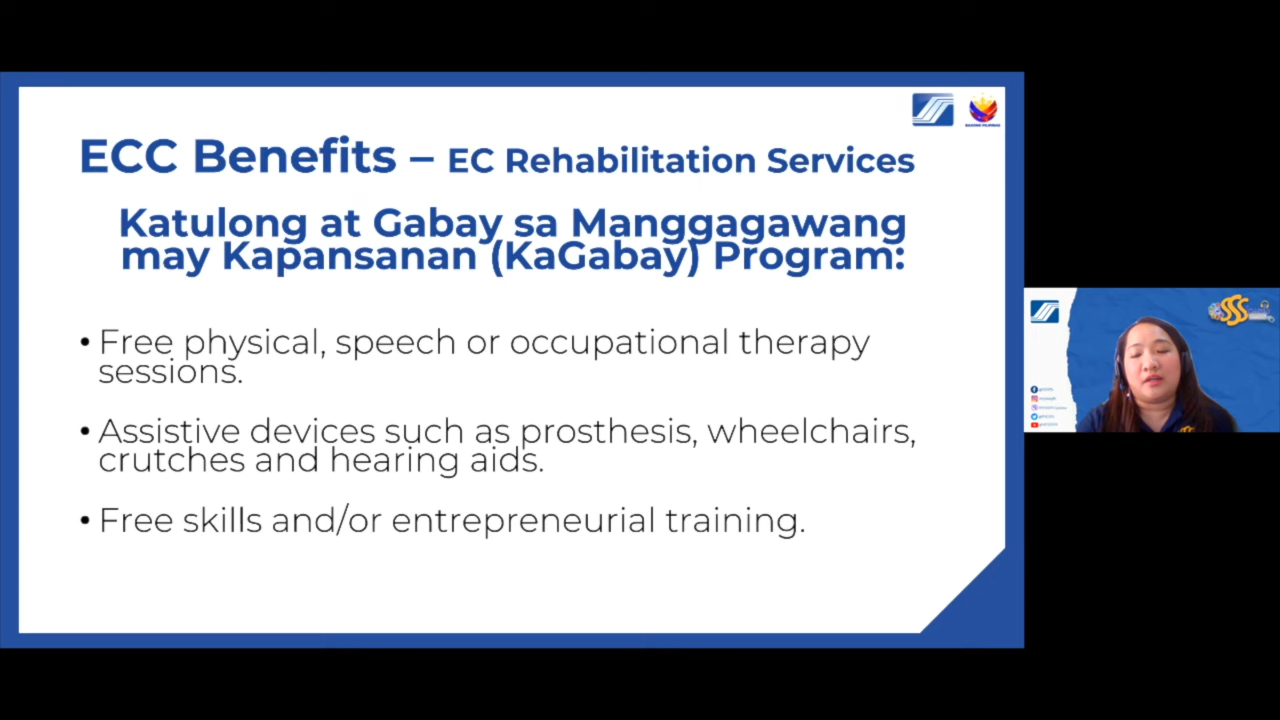 ECC Benefits – EC Rehabilitation Services
Katulong at Gabay sa Manggagawang
may Kapansanan (KaGabay) Program:
• Free physical, speech or occupational therapy
sessions.
• Assistive devices such as prosthesis, wheelchairs,
crutches and hearing aids.
• Free skills and/or entrepreneurial training.
SSS